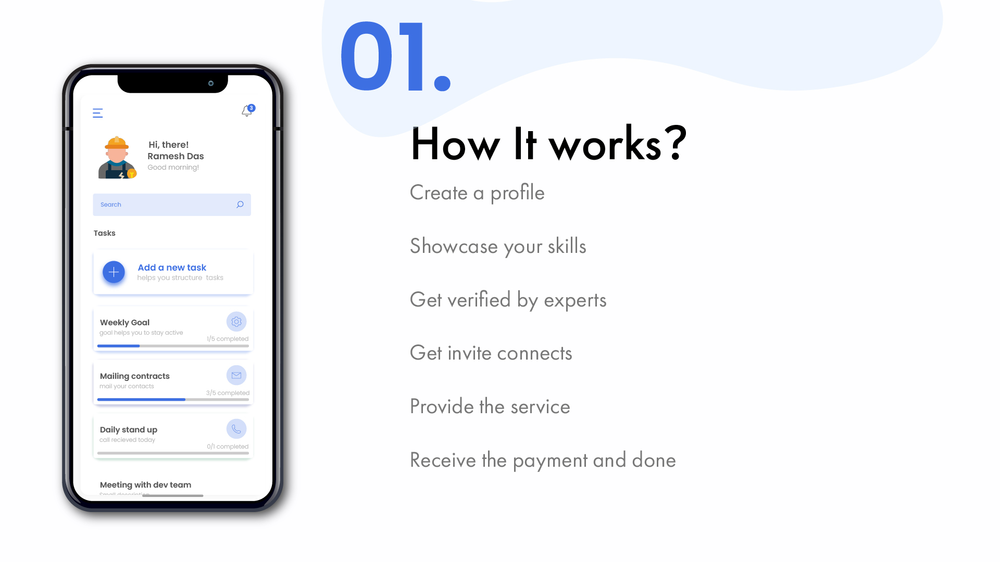 01.
How It works?
Create a profile
Showcase your skills
Get verified by experts
Get invite connects
Provide the service
Receive the payment and done
3
Hi, there!
Ramesh Das
Good morning!
Search
Tasks
Add a new task
helps you structure tasks
Weekly Goal
goal helps you to stay active
1/5 completed
Mailing contracts
mail your contacts
3/5 completed
Daily stand up
call recieved today
0/1 completed
Meeting with dev team
Small description